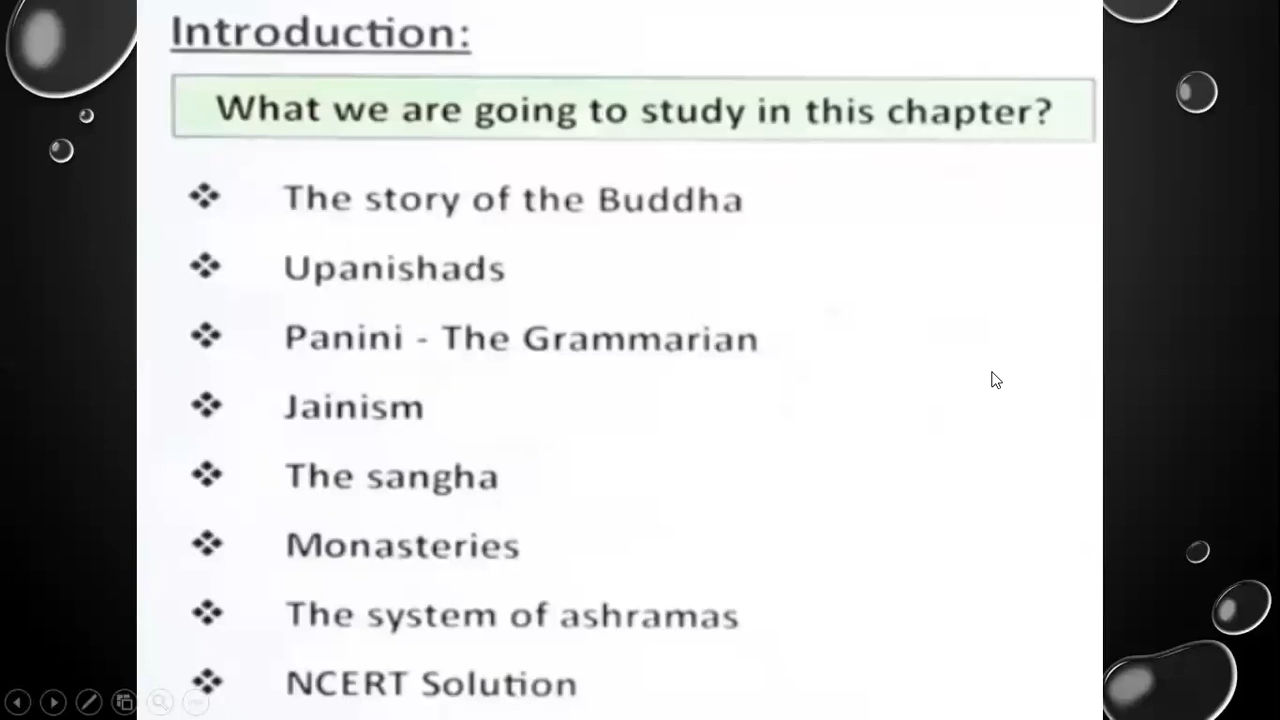 Introduction:
What we are going to study in this chapter?
❖ The story of the Buddha
❖ Upanishads
❖ Panini - The Grammarian
❖ Jainism
❖ The sangha
❖ Monasteries
❖ The system of ashramas
❖ NCERT Solution